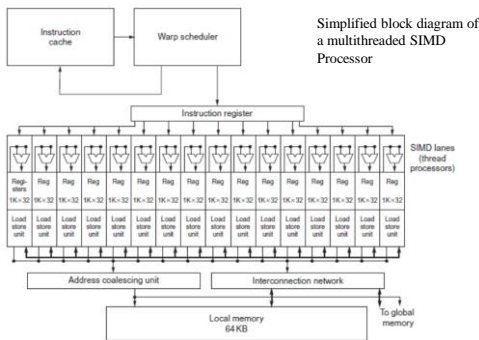 Simplified block diagram of
a multithreaded SIMD
Processor
Instruction
cache
Warp scheduler
Instruction register
SIMD lanes
(thread
processors)
Regi- Reg Reg Reg Reg Reg Reg Reg Reg Reg Reg Reg Reg Reg Reg Reg
sters
1K×32 1K×32 1K×32 1K×32 1K×32 1K×32 1K×32 1K×32 1K×32 1K×32 1K×32 1K×32 1K×32 1K×32 1K×32 1K×32
Load Load Load Load Load Load Load Load Load Load Load Load Load Load Load Load
store store store store store store store store store store store store store store store store
unit unit unit unit unit unit unit unit unit unit unit unit unit unit unit unit
Address coalescing unit
Interconnection network
Local memory
64 KB
To global
memory